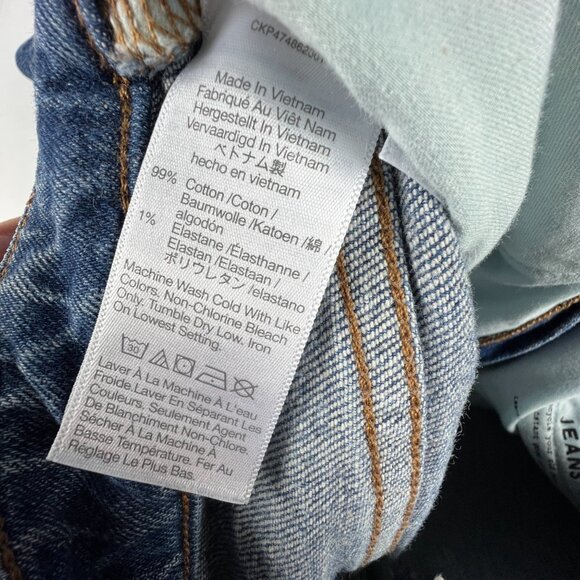 CKP474862001
Made In Vietnam
Fabriqué Au Viêt Nam
Hergestellt In Vietnam
Vervaardigd In Vietnam
ベトナム製
hecho en vietnam
99% Cotton /Coton /
Baumwolle /Katoen /綿 /
algodón
1% Elastane /Élasthanne /
Elastan /Elastaan /
ポリウレタン /elastano
Machine Wash Cold With Like
Colors, Non-Chlorine Bleach
Only. Tumble Dry Low. Iron
On Lowest Setting.
30
Laver À La Machine À L'eau
Froide.Laver En Séparant Les
Couleurs, Seulement Agent
De Blanchiment Non-Chlore.
Sécher À La Machine À
Basse Température. Fer Au
Réglage Le Plus Bas.
JEANS